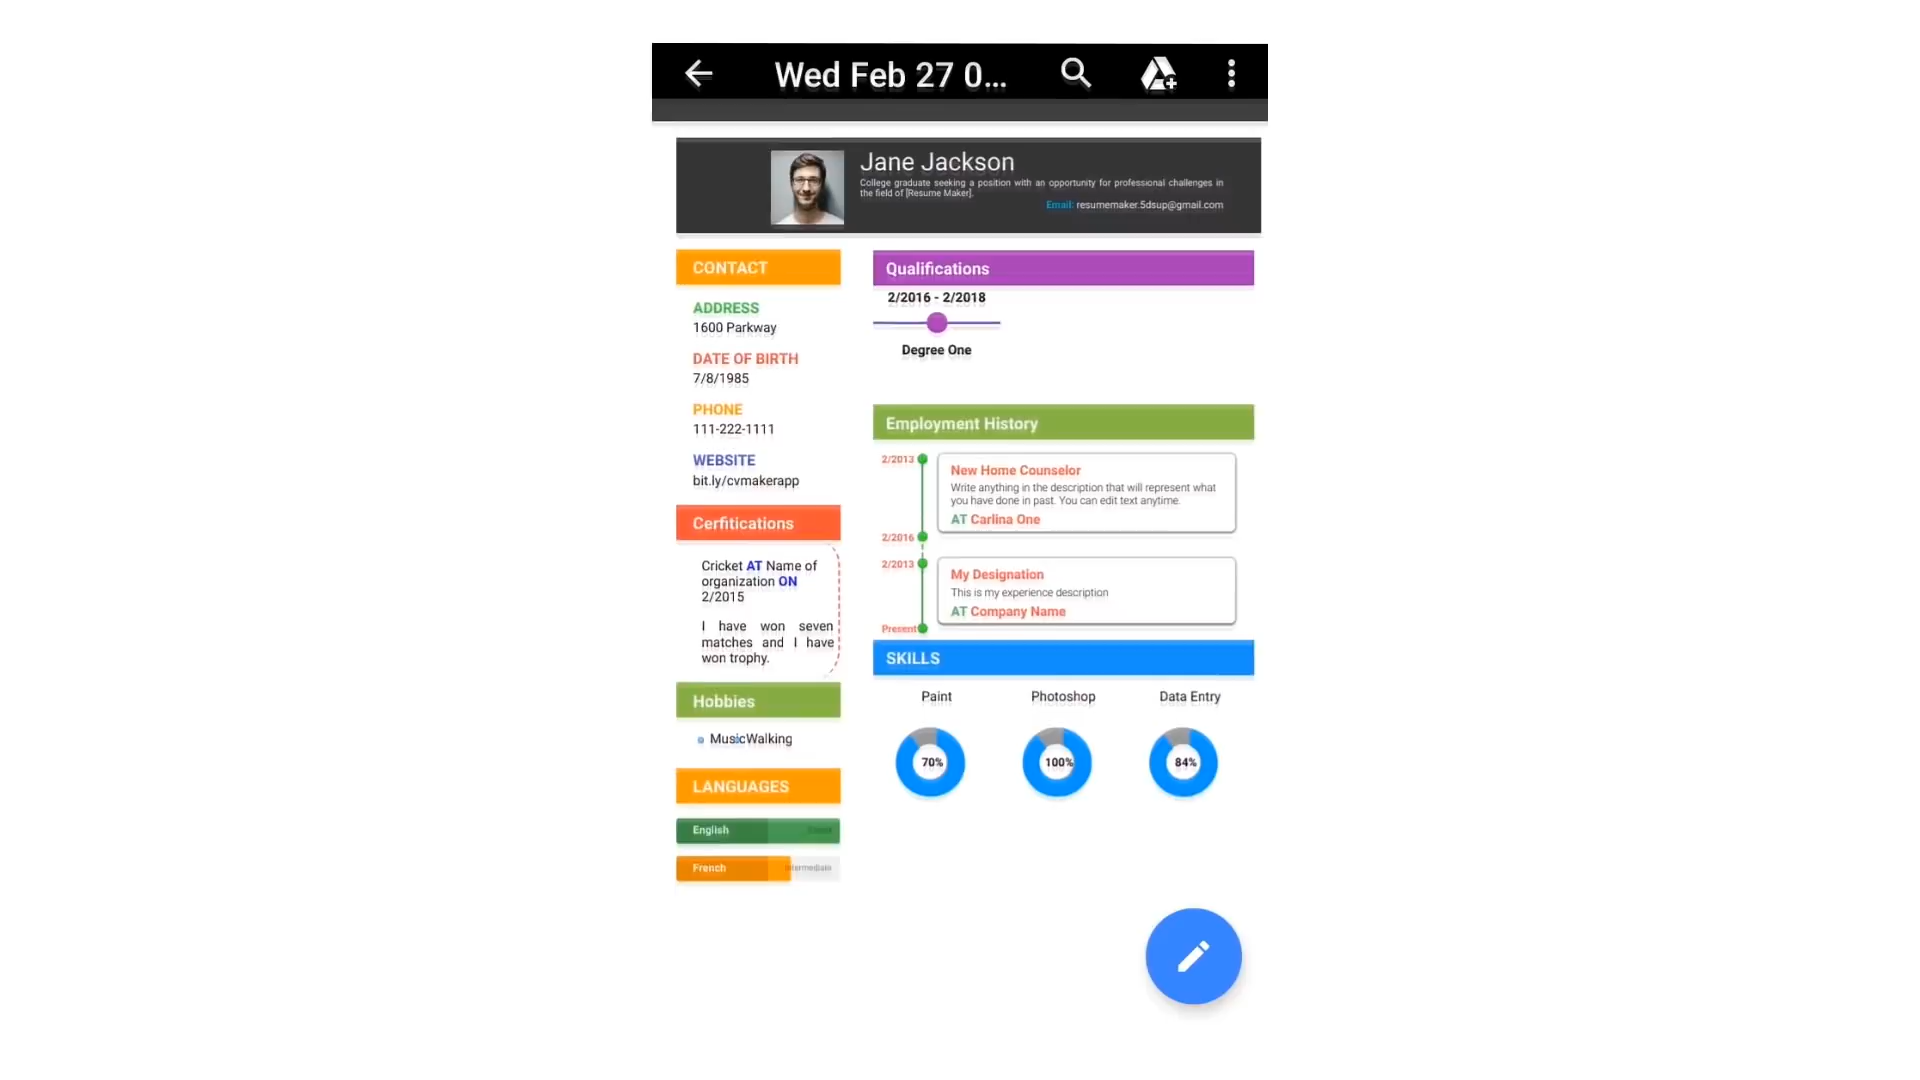 Wed Feb 27 0...
Jane Jackson
College graduate seeking a position with an opportunity for professional challenges in
the field of [Resume Maker].
Email: resumemaker.5dsup@gmail.com
CONTACT
ADDRESS
1600 Parkway
DATE OF BIRTH
7/8/1985
PHONE
111-222-1111
WEBSITE
bit.ly/cvmakerapp
Cerfitications
Cricket AT Name of
organization ON
2/2015
I have won seven
matches and I have
won trophy.
Hobbies
MusicWalking
LANGUAGES
English
French
Intermediate
Qualifications
2/2016 - 2/2018
Degree One
Employment History
2/2013
New Home Counselor
Write anything in the description that will represent what
you have done in past. You can edit text anytime.
AT Carlina One
2/2016
2/2013
My Designation
This is my experience description
AT Company Name
Present
SKILLS
Paint
Photoshop
Data Entry
70%
100%
84%